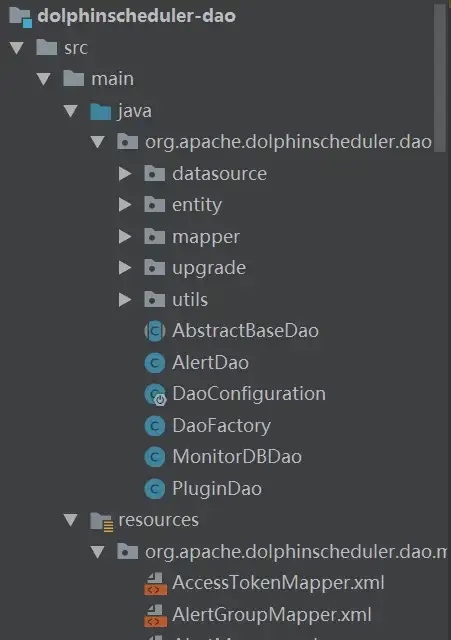 dolphinscheduler-dao
src
main
java
org.apache.dolphinscheduler.dao
datasource
entity
mapper
upgrade
utils
AbstractBaseDao
AlertDao
DaoConfiguration
DaoFactory
MonitorDBDao
PluginDao
resources
org.apache.dolphinscheduler.dao.m
AccessTokenMapper.xml
AlertGroupMapper.xml